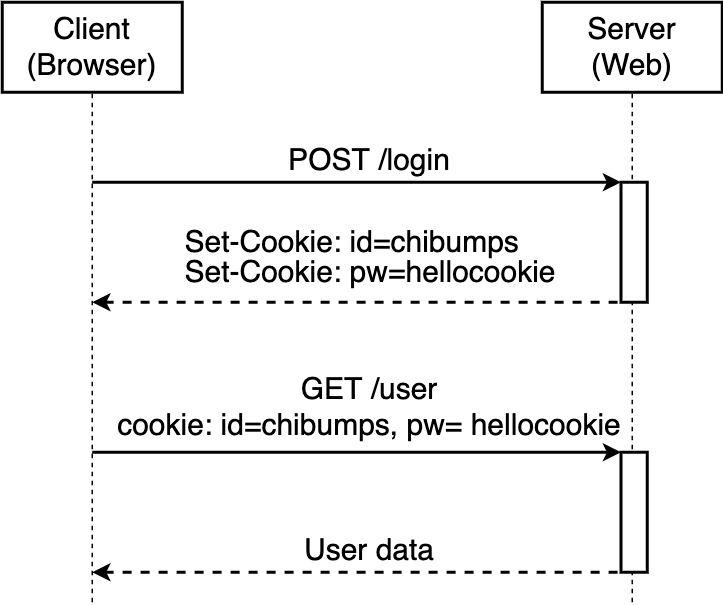 Client
(Browser)
Server
(Web)
POST /login
Set-Cookie: id=chibumps
Set-Cookie: pw=hellocookie
GET /user
cookie: id=chibumps, pw= hellocookie
User data